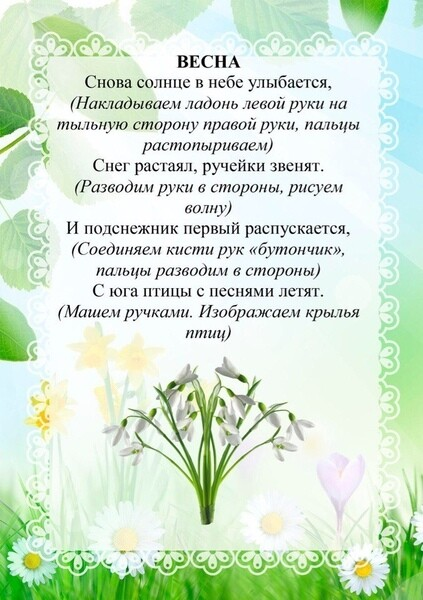 ВЕСНА
Снова солнце в небе улыбается,
(Накладываем ладонь левой руки на
тыльную сторону правой руки, пальцы
растопыриваем)
Снег растаял, ручейки звенят.
(Разводим руки в стороны, рисуем
волну)
И подснежник первый распускается,
(Соединяем кисти рук «бутончик»,
пальцы разводим в стороны)
С юга птицы с песнями летят.
(Машем ручками. Изображаем крылья
птиц)